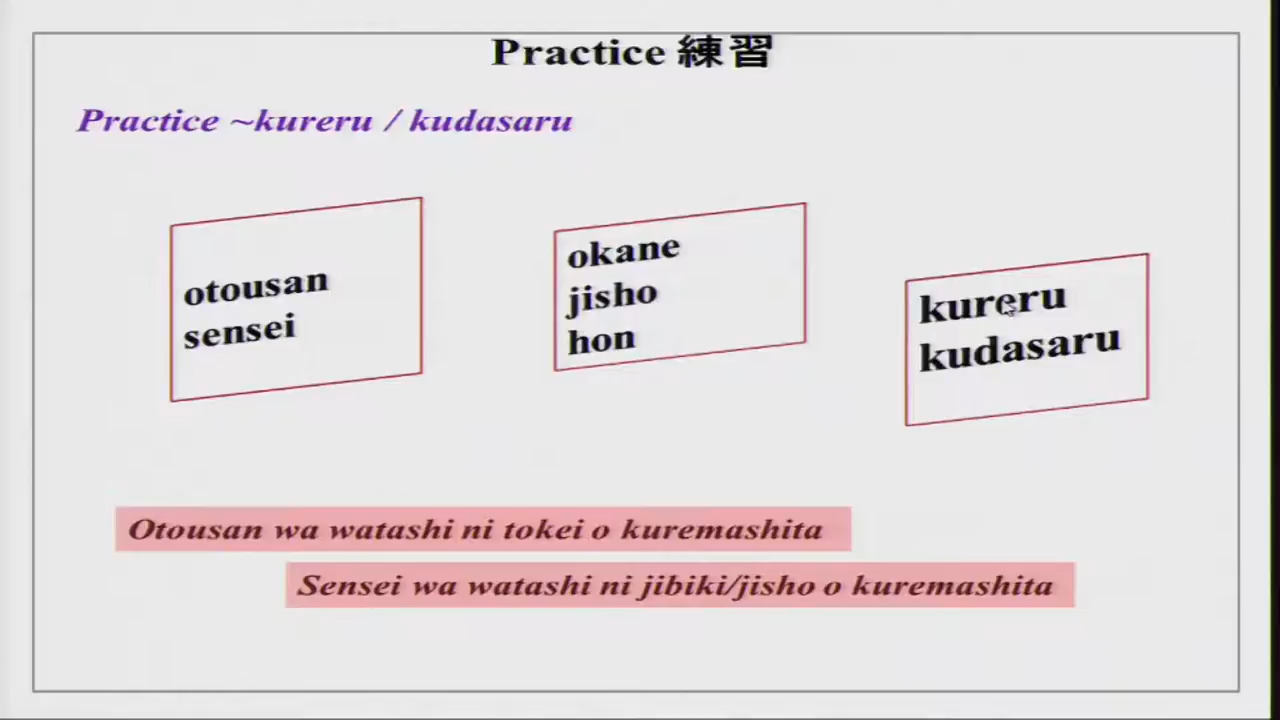 Practice 練習
Practice ~kureru / kudasaru
otousan
sensei
okane
jisho
hon
kureru
kudasaru
Otousan wa watashi ni tokei o kuremashita
Sensei wa watashi ni jibiki/jisho o kuremashita